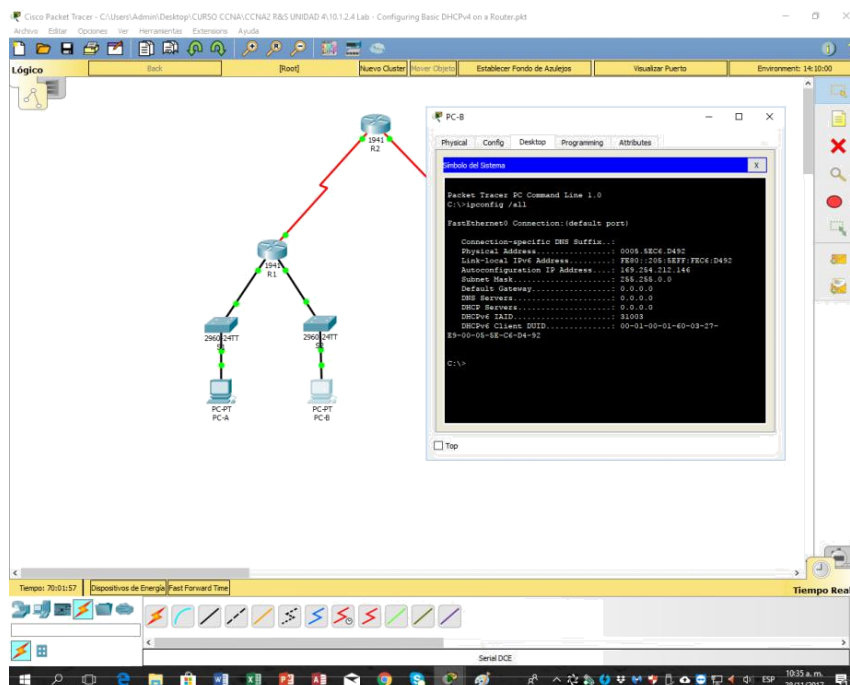 Cisco Packet Tracer - C:\Users\Admin\Desktop\CURSO CCNA\CCNA2 R&S UNIDAD 4\10.1.2.4 Lab - Configuring Basic DHCPv4 on a Router.pkt
Archivo Editar Opciones Ver Herramientas Extensions Ayuda
Lógico Back [Root] Nuevo Cluster Mover Objeto Establecer Fondo de Azulejos Visualizar Puerto Environment: 14:10:00
1941
R2
1941
R1
2960-24TT
2960-24TT
PC-PT
PC-A
PC-PT
PC-B
PC-B
Physical Config Desktop Programming Attributes
Símbolo del Sistema X
Packet Tracer PC Command Line 1.0
C:\>ipconfig /all
FastEthernet0 Connection:(default port)
Connection-specific DNS Suffix..:
Physical Address................: 0005.5EC6.D492
Link-local IPv6 Address.........: FE80::205:5EFF:FEC6:D492
Autoconfiguration IP Address....: 169.254.212.146
Subnet Mask.....................: 255.255.0.0
Default Gateway.................: 0.0.0.0
DNS Servers.....................: 0.0.0.0
DHCP Servers....................: 0.0.0.0
DHCPv6 IAID.....................: 31003
DHCPv6 Client DUID..............: 00-01-00-01-60-03-27-
E9-00-05-5E-C6-D4-92
C:\>
Top
Tiempo: 70:01:57 Dispositivos de Energía Fast Forward Time Tiempo Real
Serial DCE
ESP 10:35 a. m.
28/11/2017